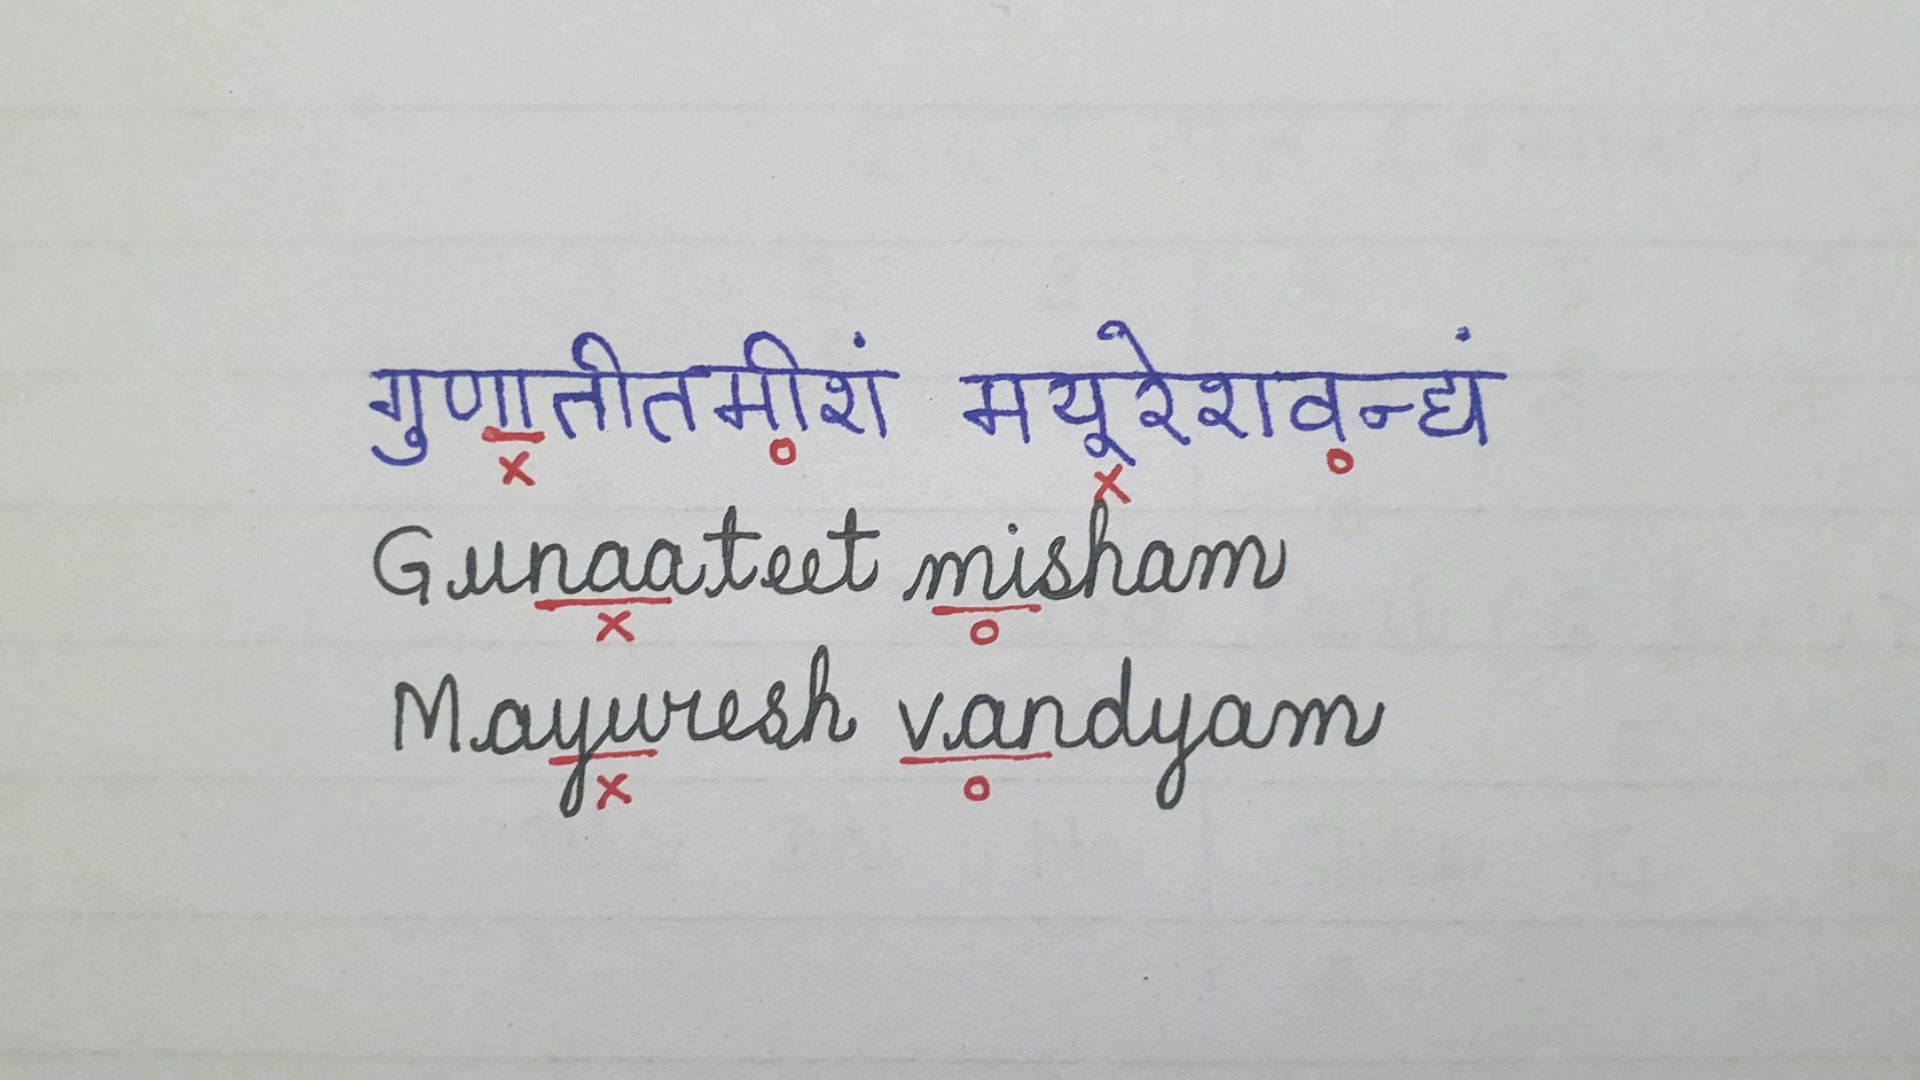 गुणातीतमीशं मयूरेशवन्द्यं
x o x o
Gunaateet misham
x o
Mayuresh vandyam
x o